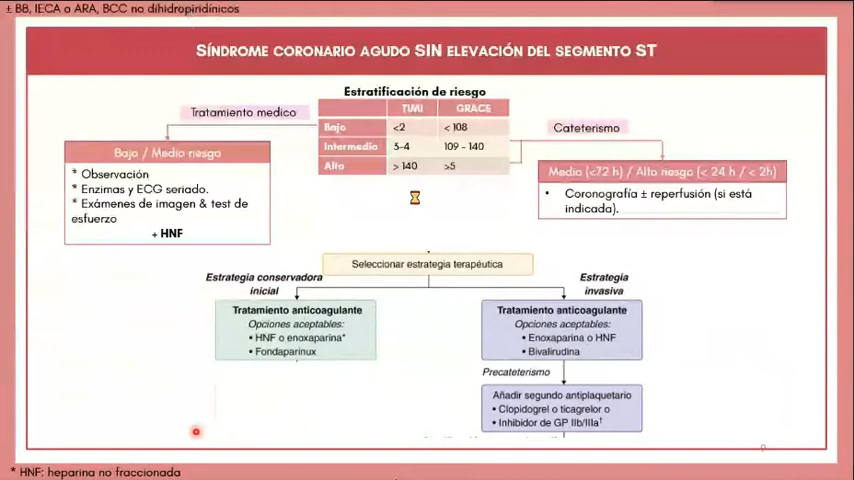 ± BB, IECA o ARA, BCC no dihidropiridínicos
SÍNDROME CORONARIO AGUDO SIN ELEVACIÓN DEL SEGMENTO ST
Estratificación de riesgo
TIMI GRACE
Bajo <2 < 108
Intermedio 3-4 109 - 140
Alto > 140 >5
Tratamiento medico
Cateterismo
Bajo / Medio riesgo
* Observación
* Enzimas y ECG seriado.
* Exámenes de imagen & test de
esfuerzo
+ HNF
Medio (<72 h) / Alto riesgo (< 24 h / < 2h)
• Coronografía ± reperfusión (si está
indicada).
Seleccionar estrategia terapéutica
Estrategia conservadora
inicial
Estrategia
invasiva
Tratamiento anticoagulante
Opciones aceptables:
• HNF o enoxaparina*
• Fondaparinux
Tratamiento anticoagulante
Opciones aceptables:
• Enoxaparina o HNF
• Bivalirudina
Precateterismo
Añadir segundo antiplaquetario
• Clopidogrel o ticagrelor o
• Inhibidor de GP IIb/IIIa†
9
* HNF: heparina no fraccionada